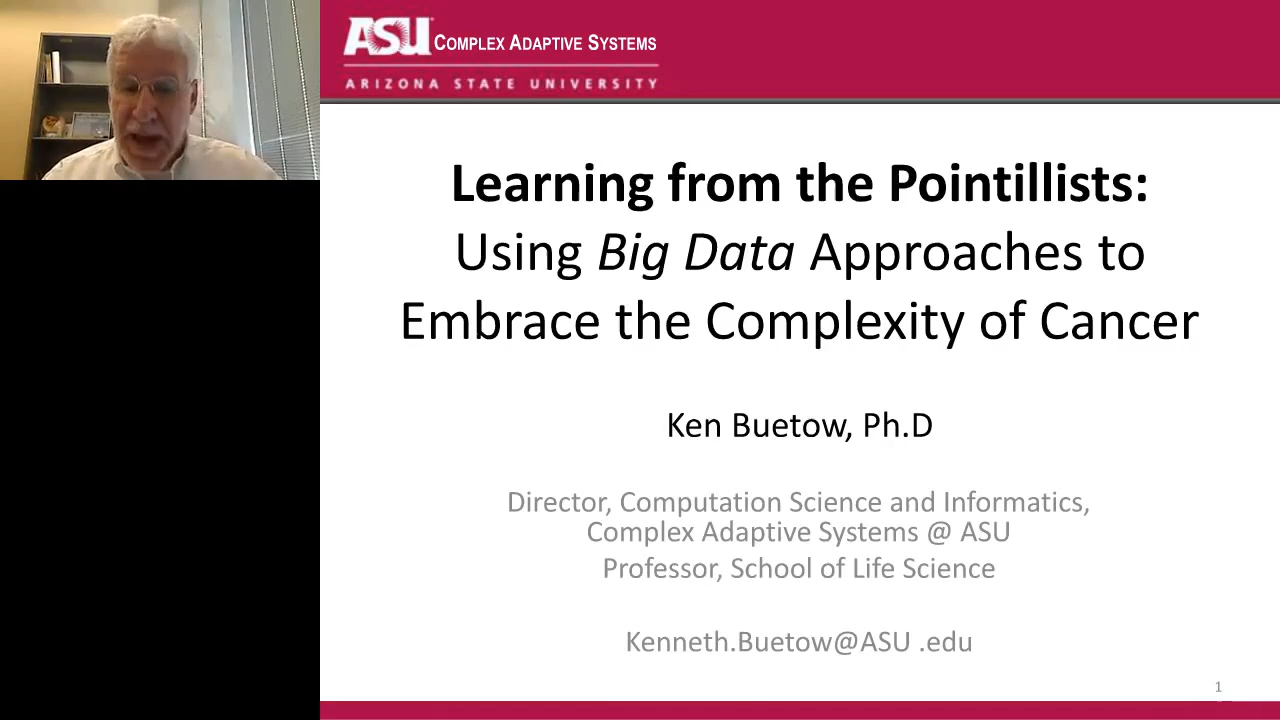 ASU COMPLEX ADAPTIVE SYSTEMS
ARIZONA STATE UNIVERSITY
Learning from the Pointillists:
Using Big Data Approaches to
Embrace the Complexity of Cancer
Ken Buetow, Ph.D
Director, Computation Science and Informatics,
Complex Adaptive Systems @ ASU
Professor, School of Life Science
Kenneth.Buetow@ASU .edu
1